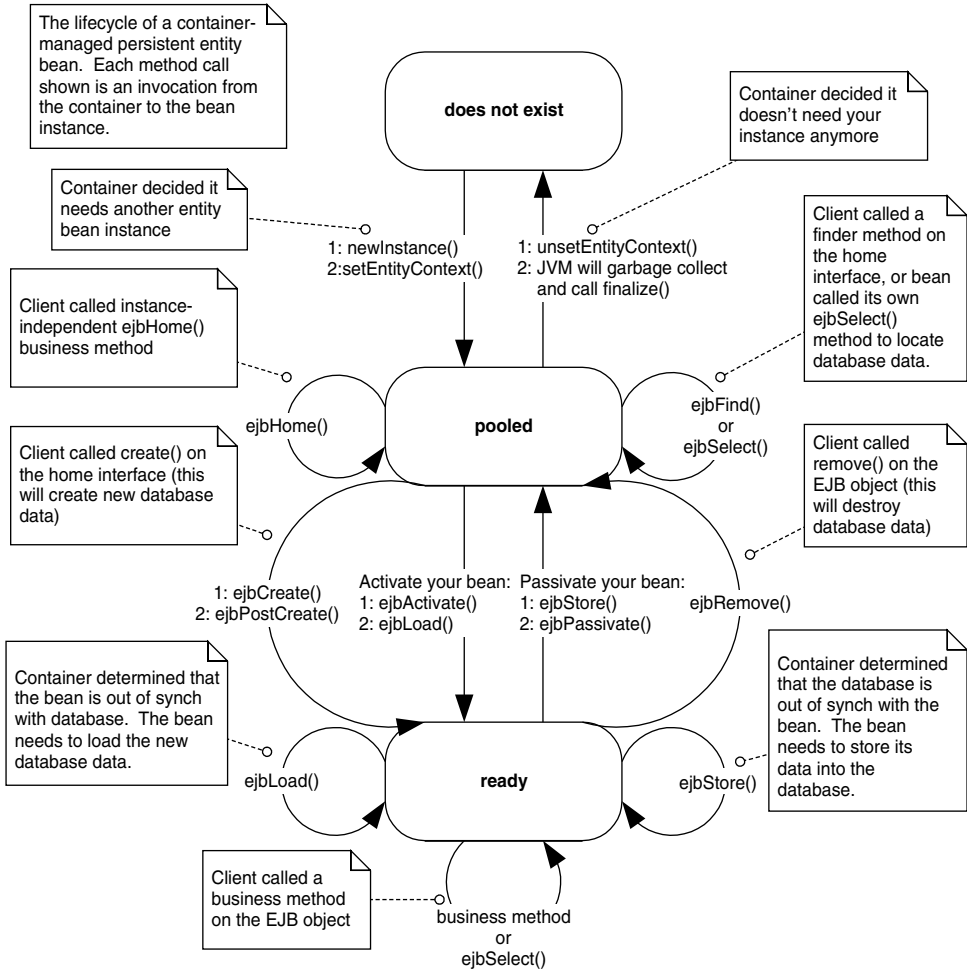 The lifecycle of a container-
managed persistent entity
bean.  Each method call
shown is an invocation from
the container to the bean
instance.
does not exist
Container decided it
doesn't need your
instance anymore
Container decided it
needs another entity
bean instance
1: newInstance()
2:setEntityContext()
1: unsetEntityContext()
2: JVM will garbage collect
and call finalize()
Client called a
finder method on
the home
interface, or bean
called its own
ejbSelect()
method to locate
database data.
Client called instance-
independent ejbHome()
business method
ejbHome()
pooled
ejbFind()
or
ejbSelect()
Client called create() on
the home interface (this
will create new database
data)
Client called
remove() on the
EJB object (this
will destroy
database data)
1: ejbCreate()
2: ejbPostCreate()
Activate your bean:
1: ejbActivate()
2: ejbLoad()
Passivate your bean:
1: ejbStore()
2: ejbPassivate()
ejbRemove()
Container determined that
the bean is out of synch
with database.  The bean
needs to load the new
database data.
Container determined
that the database is
out of synch with the
bean.  The bean
needs to store its
data into the
database.
ejbLoad()
ready
ejbStore()
Client called a
business method
on the EJB object
business method
or
ejbSelect()